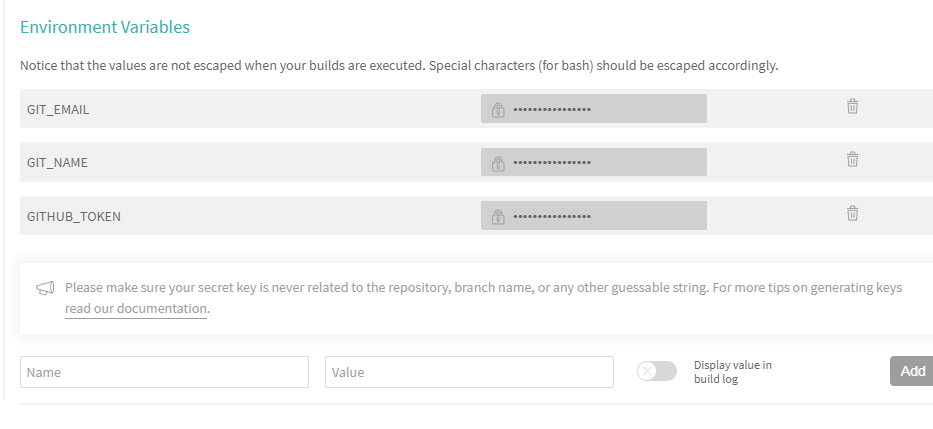 Environment Variables
Notice that the values are not escaped when your builds are executed. Special characters (for bash) should be escaped accordingly.
GIT_EMAIL ••••••••••••••••
GIT_NAME ••••••••••••••••
GITHUB_TOKEN ••••••••••••••••
Please make sure your secret key is never related to the repository, branch name, or any other guessable string. For more tips on generating keys
read our documentation.
Name Value Display value in
build log
Add